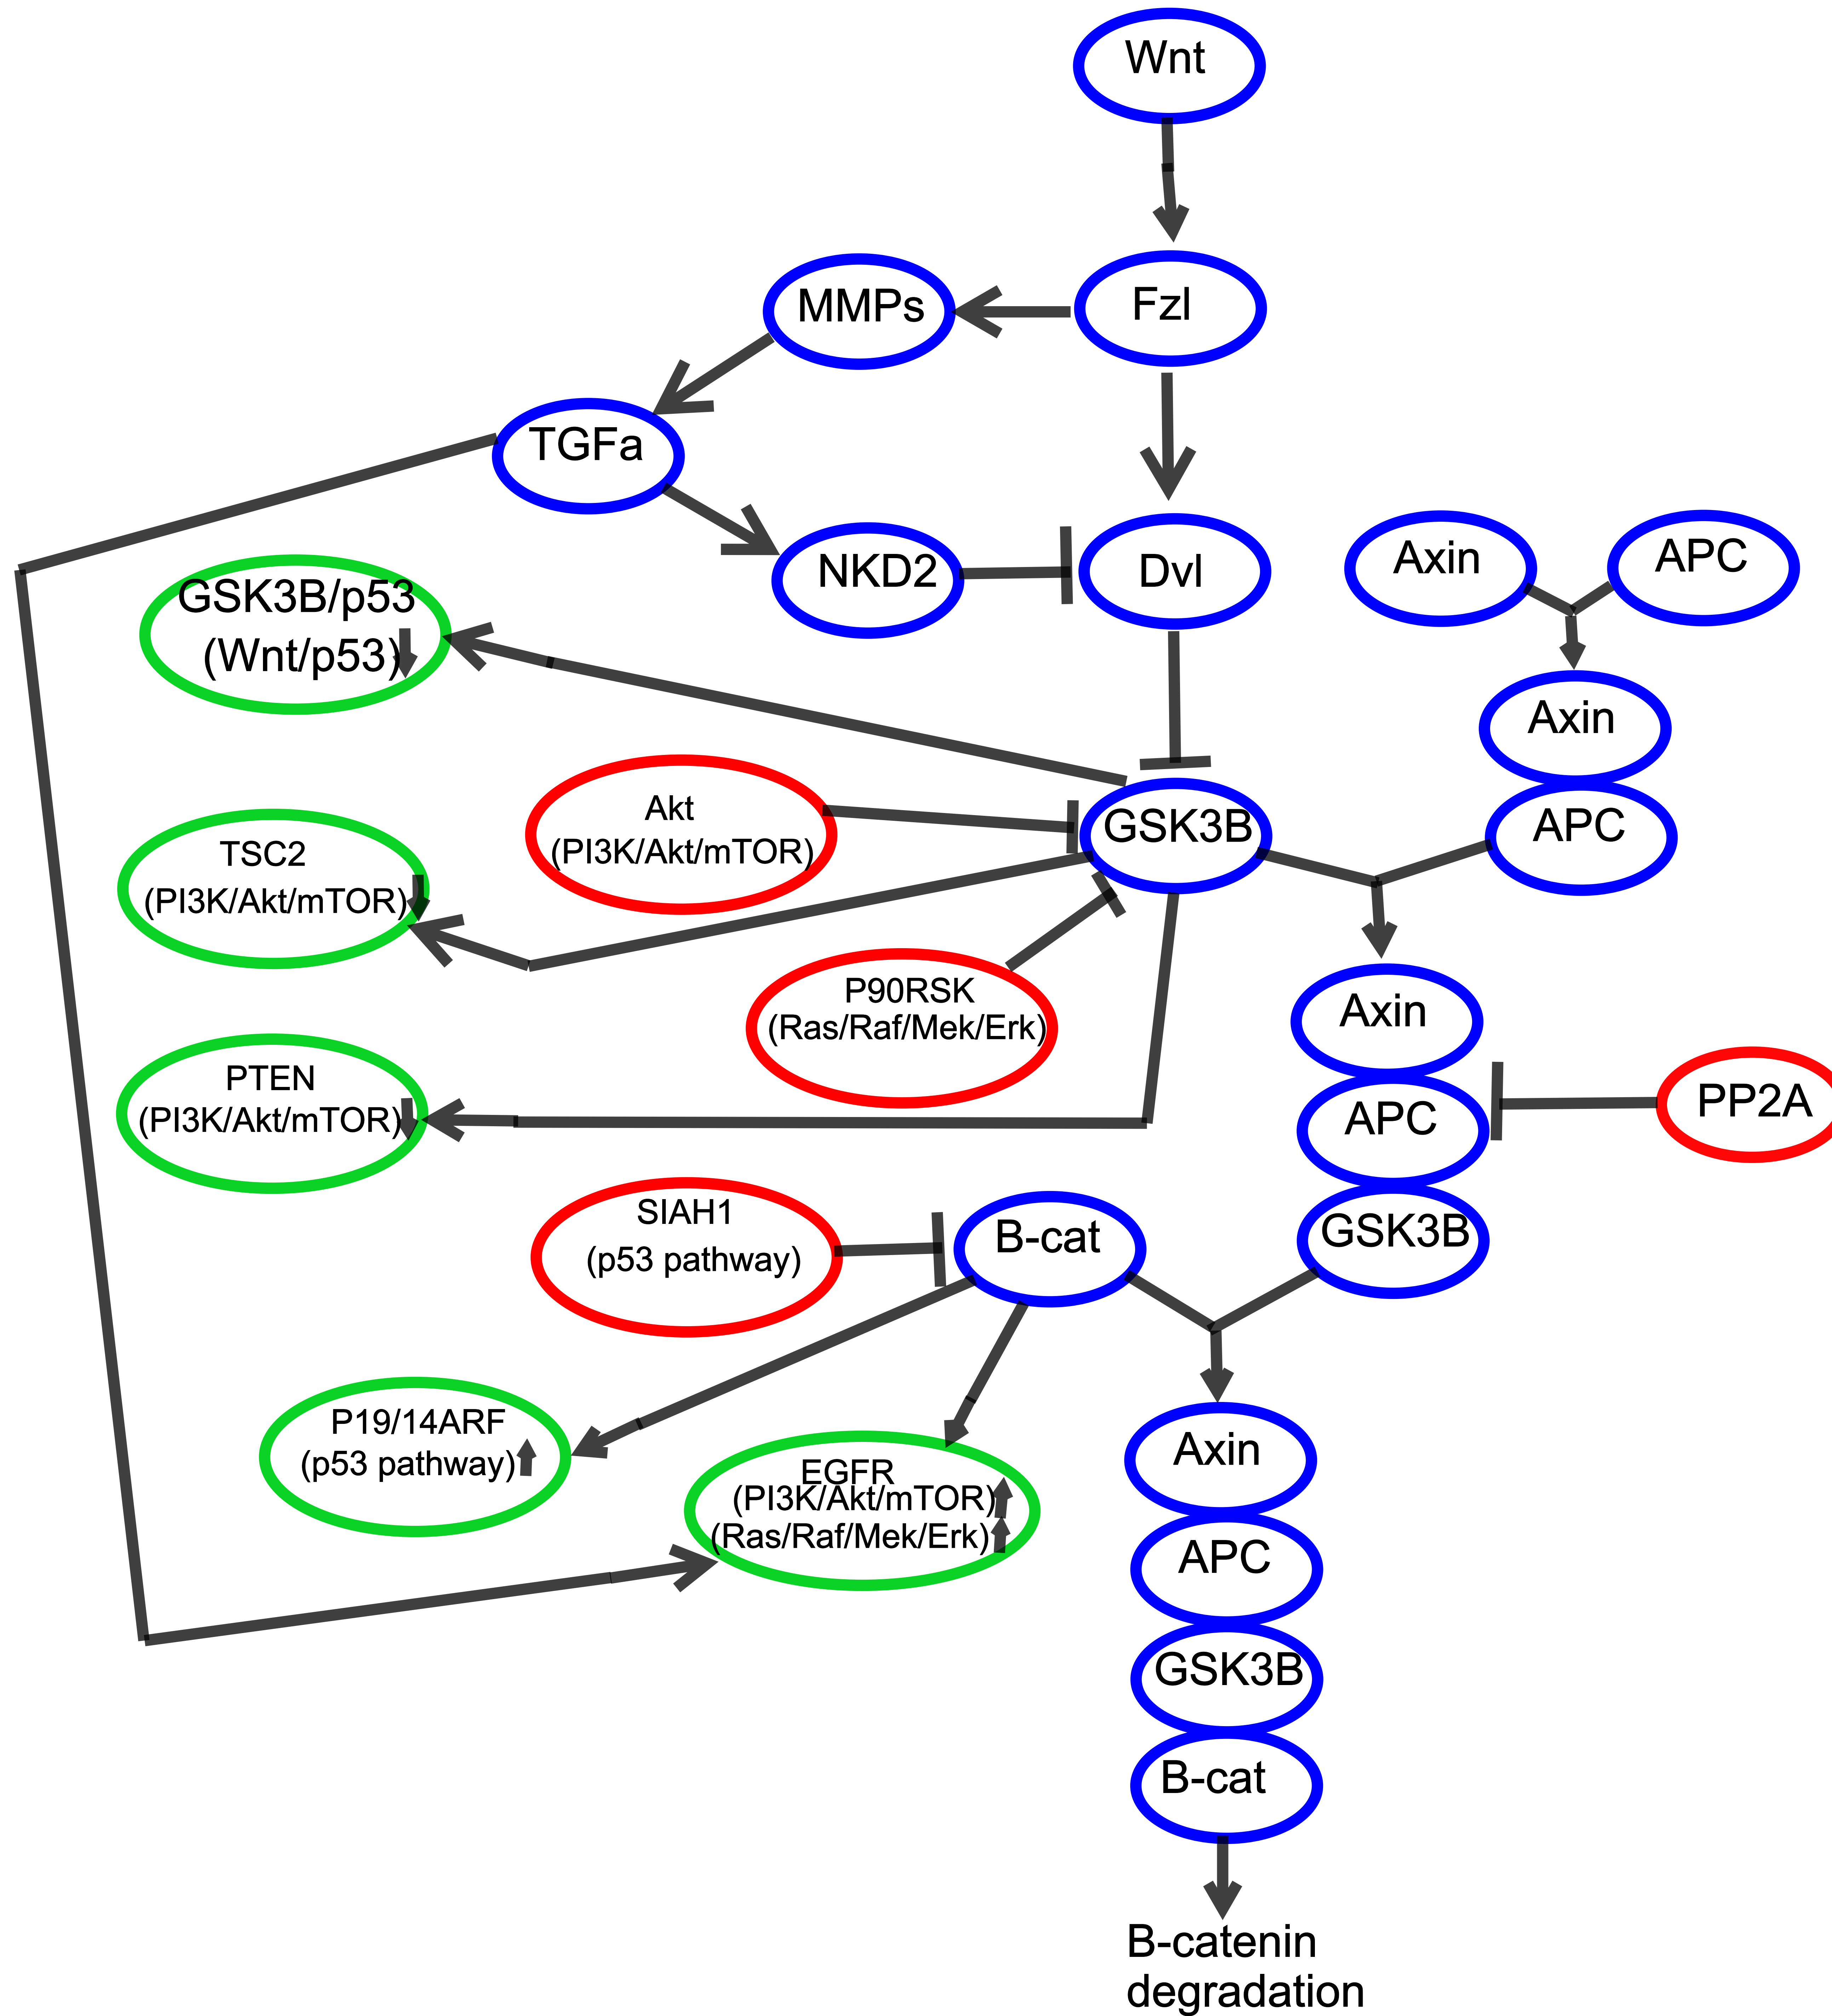 Wnt
MMPs
Fzl
TGFa
NKD2
Dvl
Axin
APC
GSK3B/p53
(Wnt/p53)
Axin
APC
Akt
(PI3K/Akt/mTOR)
GSK3B
TSC2
(PI3K/Akt/mTOR)
P90RSK
(Ras/Raf/Mek/Erk)
Axin
APC
GSK3B
PP2A
PTEN
(PI3K/Akt/mTOR)
SIAH1
(p53 pathway)
B-cat
P19/14ARF
(p53 pathway)
EGFR
(PI3K/Akt/mTOR)
(Ras/Raf/Mek/Erk)
Axin
APC
GSK3B
B-cat
B-catenin
degradation